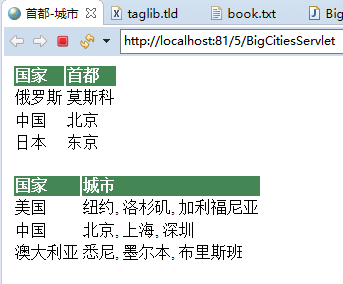 首都-城市 taglib.tld book.txt Big
http://localhost:81/5/BigCitiesServlet
国家 首都
俄罗斯 莫斯科
中国 北京
日本 东京
国家 城市
美国 纽约, 洛杉矶, 加利福尼亚
中国 北京, 上海, 深圳
澳大利亚 悉尼, 墨尔本, 布里斯班